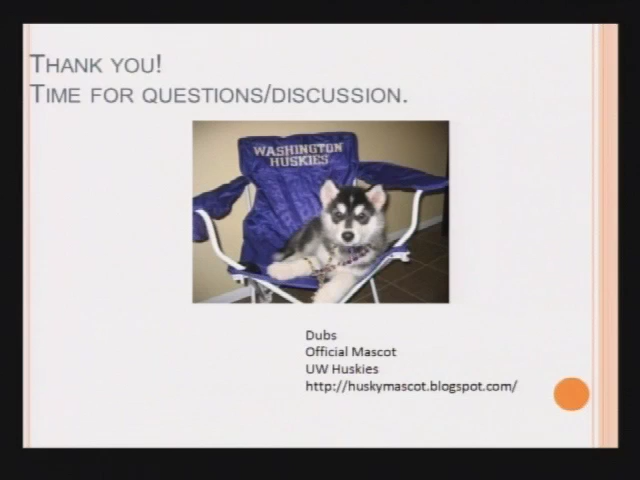 Thank you!
Time for questions/discussion.
Washington
Huskies
Dubs
Official Mascot
UW Huskies
http://huskymascot.blogspot.com/